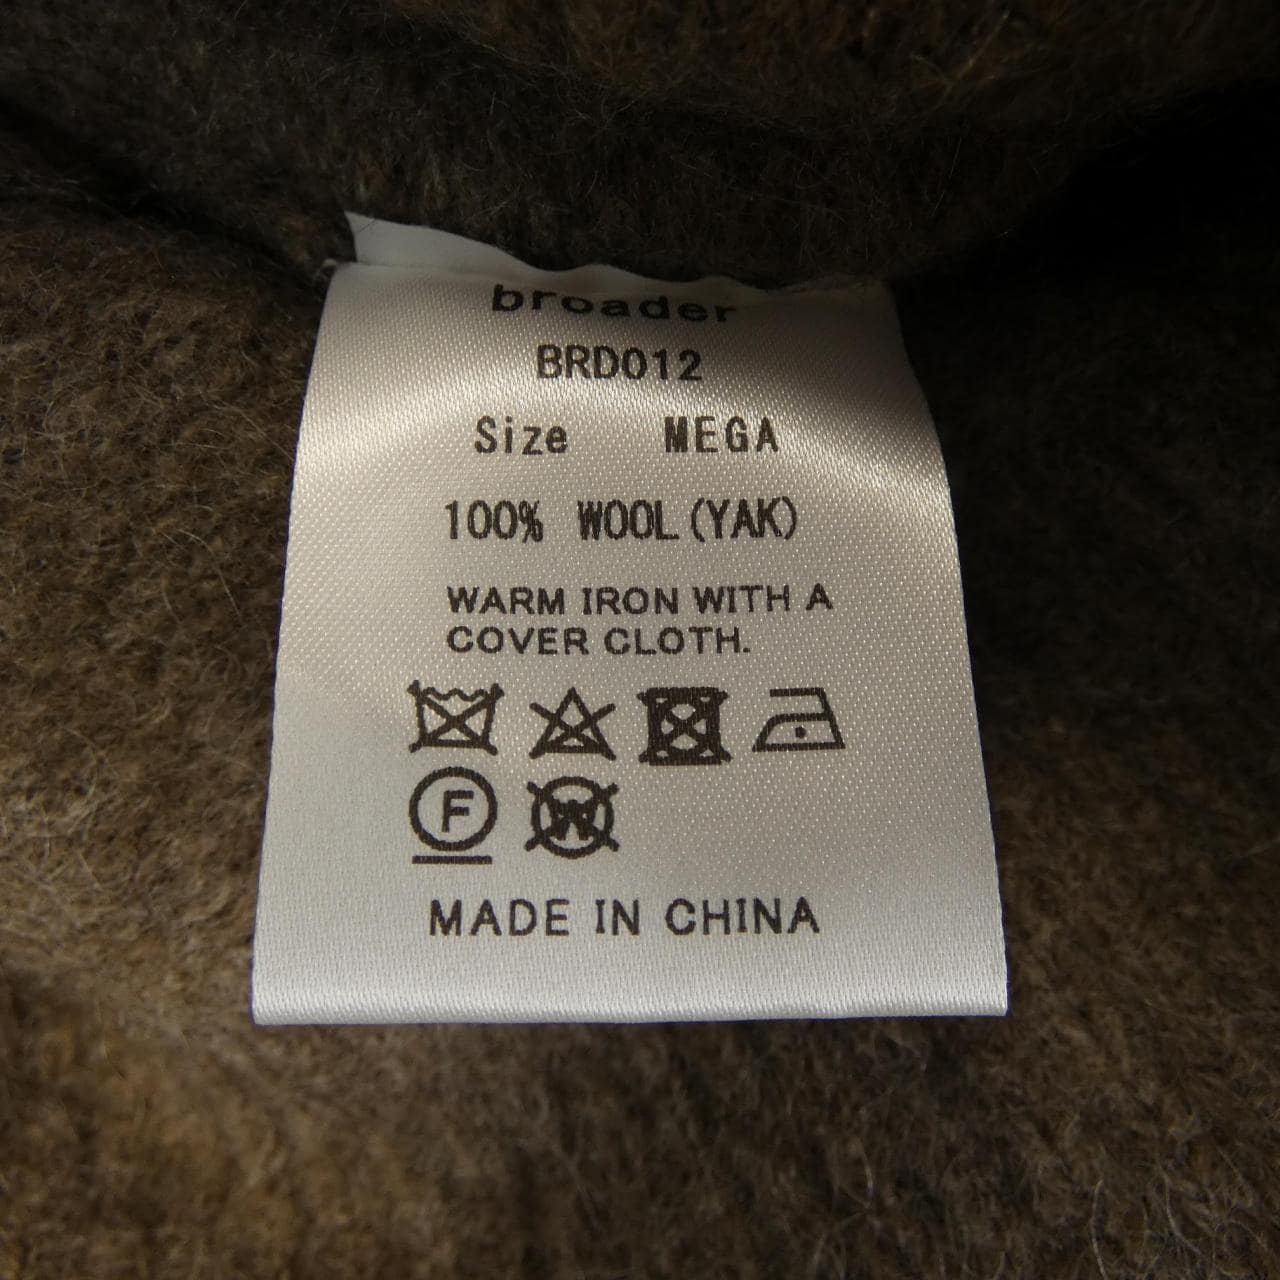 broader
BRD012
Size MEGA
100% WOOL(YAK)
WARM IRON WITH A
COVER CLOTH.
F W
MADE IN CHINA